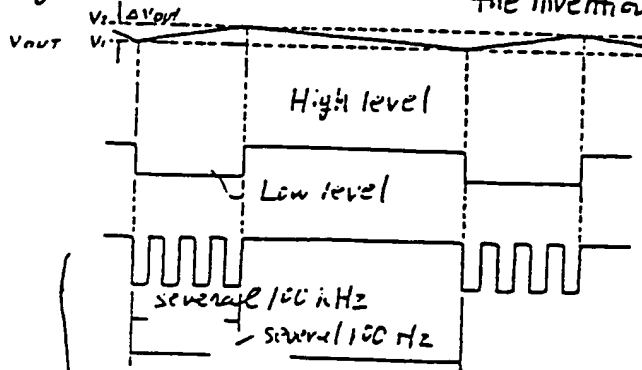 the invention
V2 ΔVOUT
VOUT V1
High level
Low level
several 100 kHz
several 100 Hz